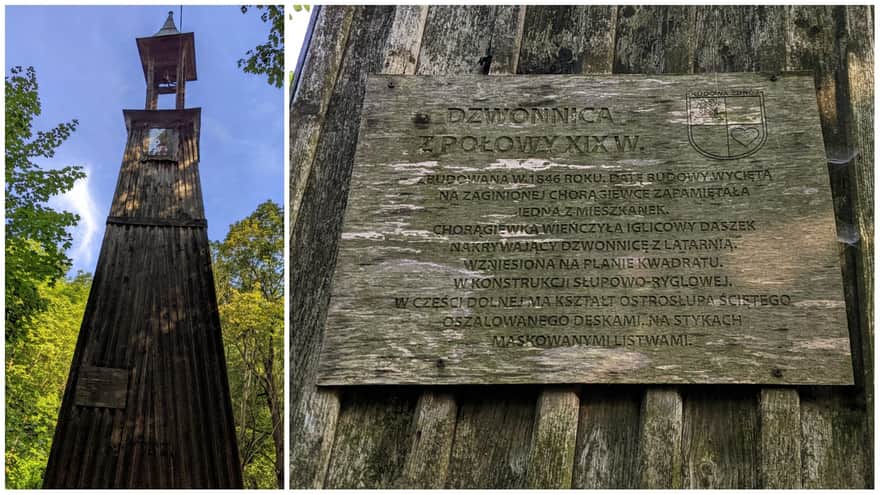 DZWONNICA
Z POŁOWY XIX W.
ZBUDOWANA W 1846 ROKU. DATĘ BUDOWY WYCIĘTĄ
NA ZAGINIONEJ CHORĄGIEWCE ZAPAMIĘTAŁA
JEDNA Z MIESZKANEK.
CHORĄGIEWKA WIEŃCZYŁA IGLICOWY DASZEK
NAKRYWAJĄCY DZWONNICĘ Z LATARNIĄ.
WZNIESIONA NA PLANIE KWADRATU.
W KONSTRUKCJI SŁUPOWO-RYGLOWEJ.
W CZĘŚCI DOLNEJ MA KSZTAŁT OSTROSŁUPA ŚCIĘTEGO
OSZALOWANEGO DESKAMI, NA STYKACH
MASKOWANYMI LISTWAMI.